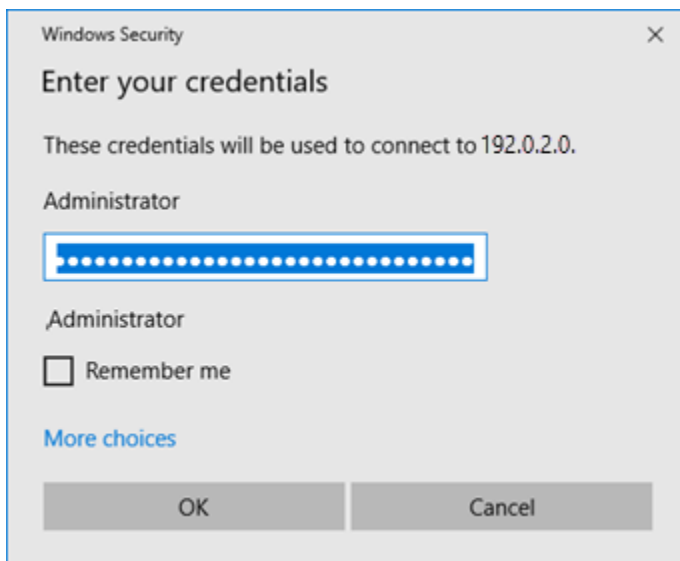 Windows Security
Enter your credentials
These credentials will be used to connect to 192.0.2.0.
Administrator
••••••••••••••••••••••••••••••••
,Administrator
Remember me
More choices
OK Cancel